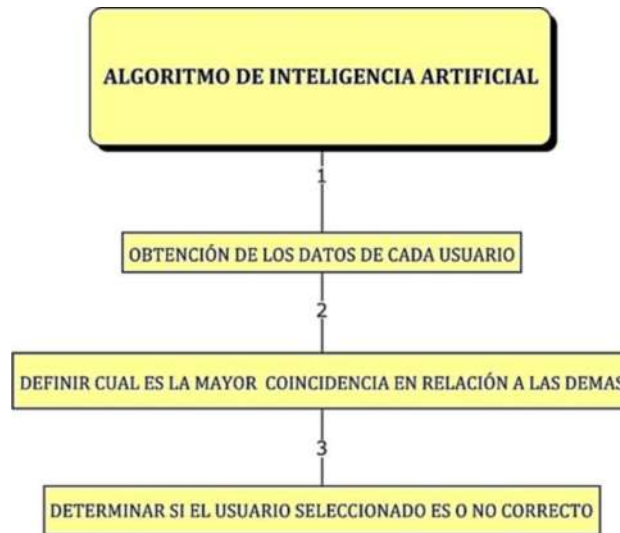 ALGORITMO DE INTELIGENCIA ARTIFICIAL
1
OBTENCIÓN DE LOS DATOS DE CADA USUARIO
2
DEFINIR CUAL ES LA MAYOR COINCIDENCIA EN RELACIÓN A LAS DEMAS
3
DETERMINAR SI EL USUARIO SELECCIONADO ES O NO CORRECTO